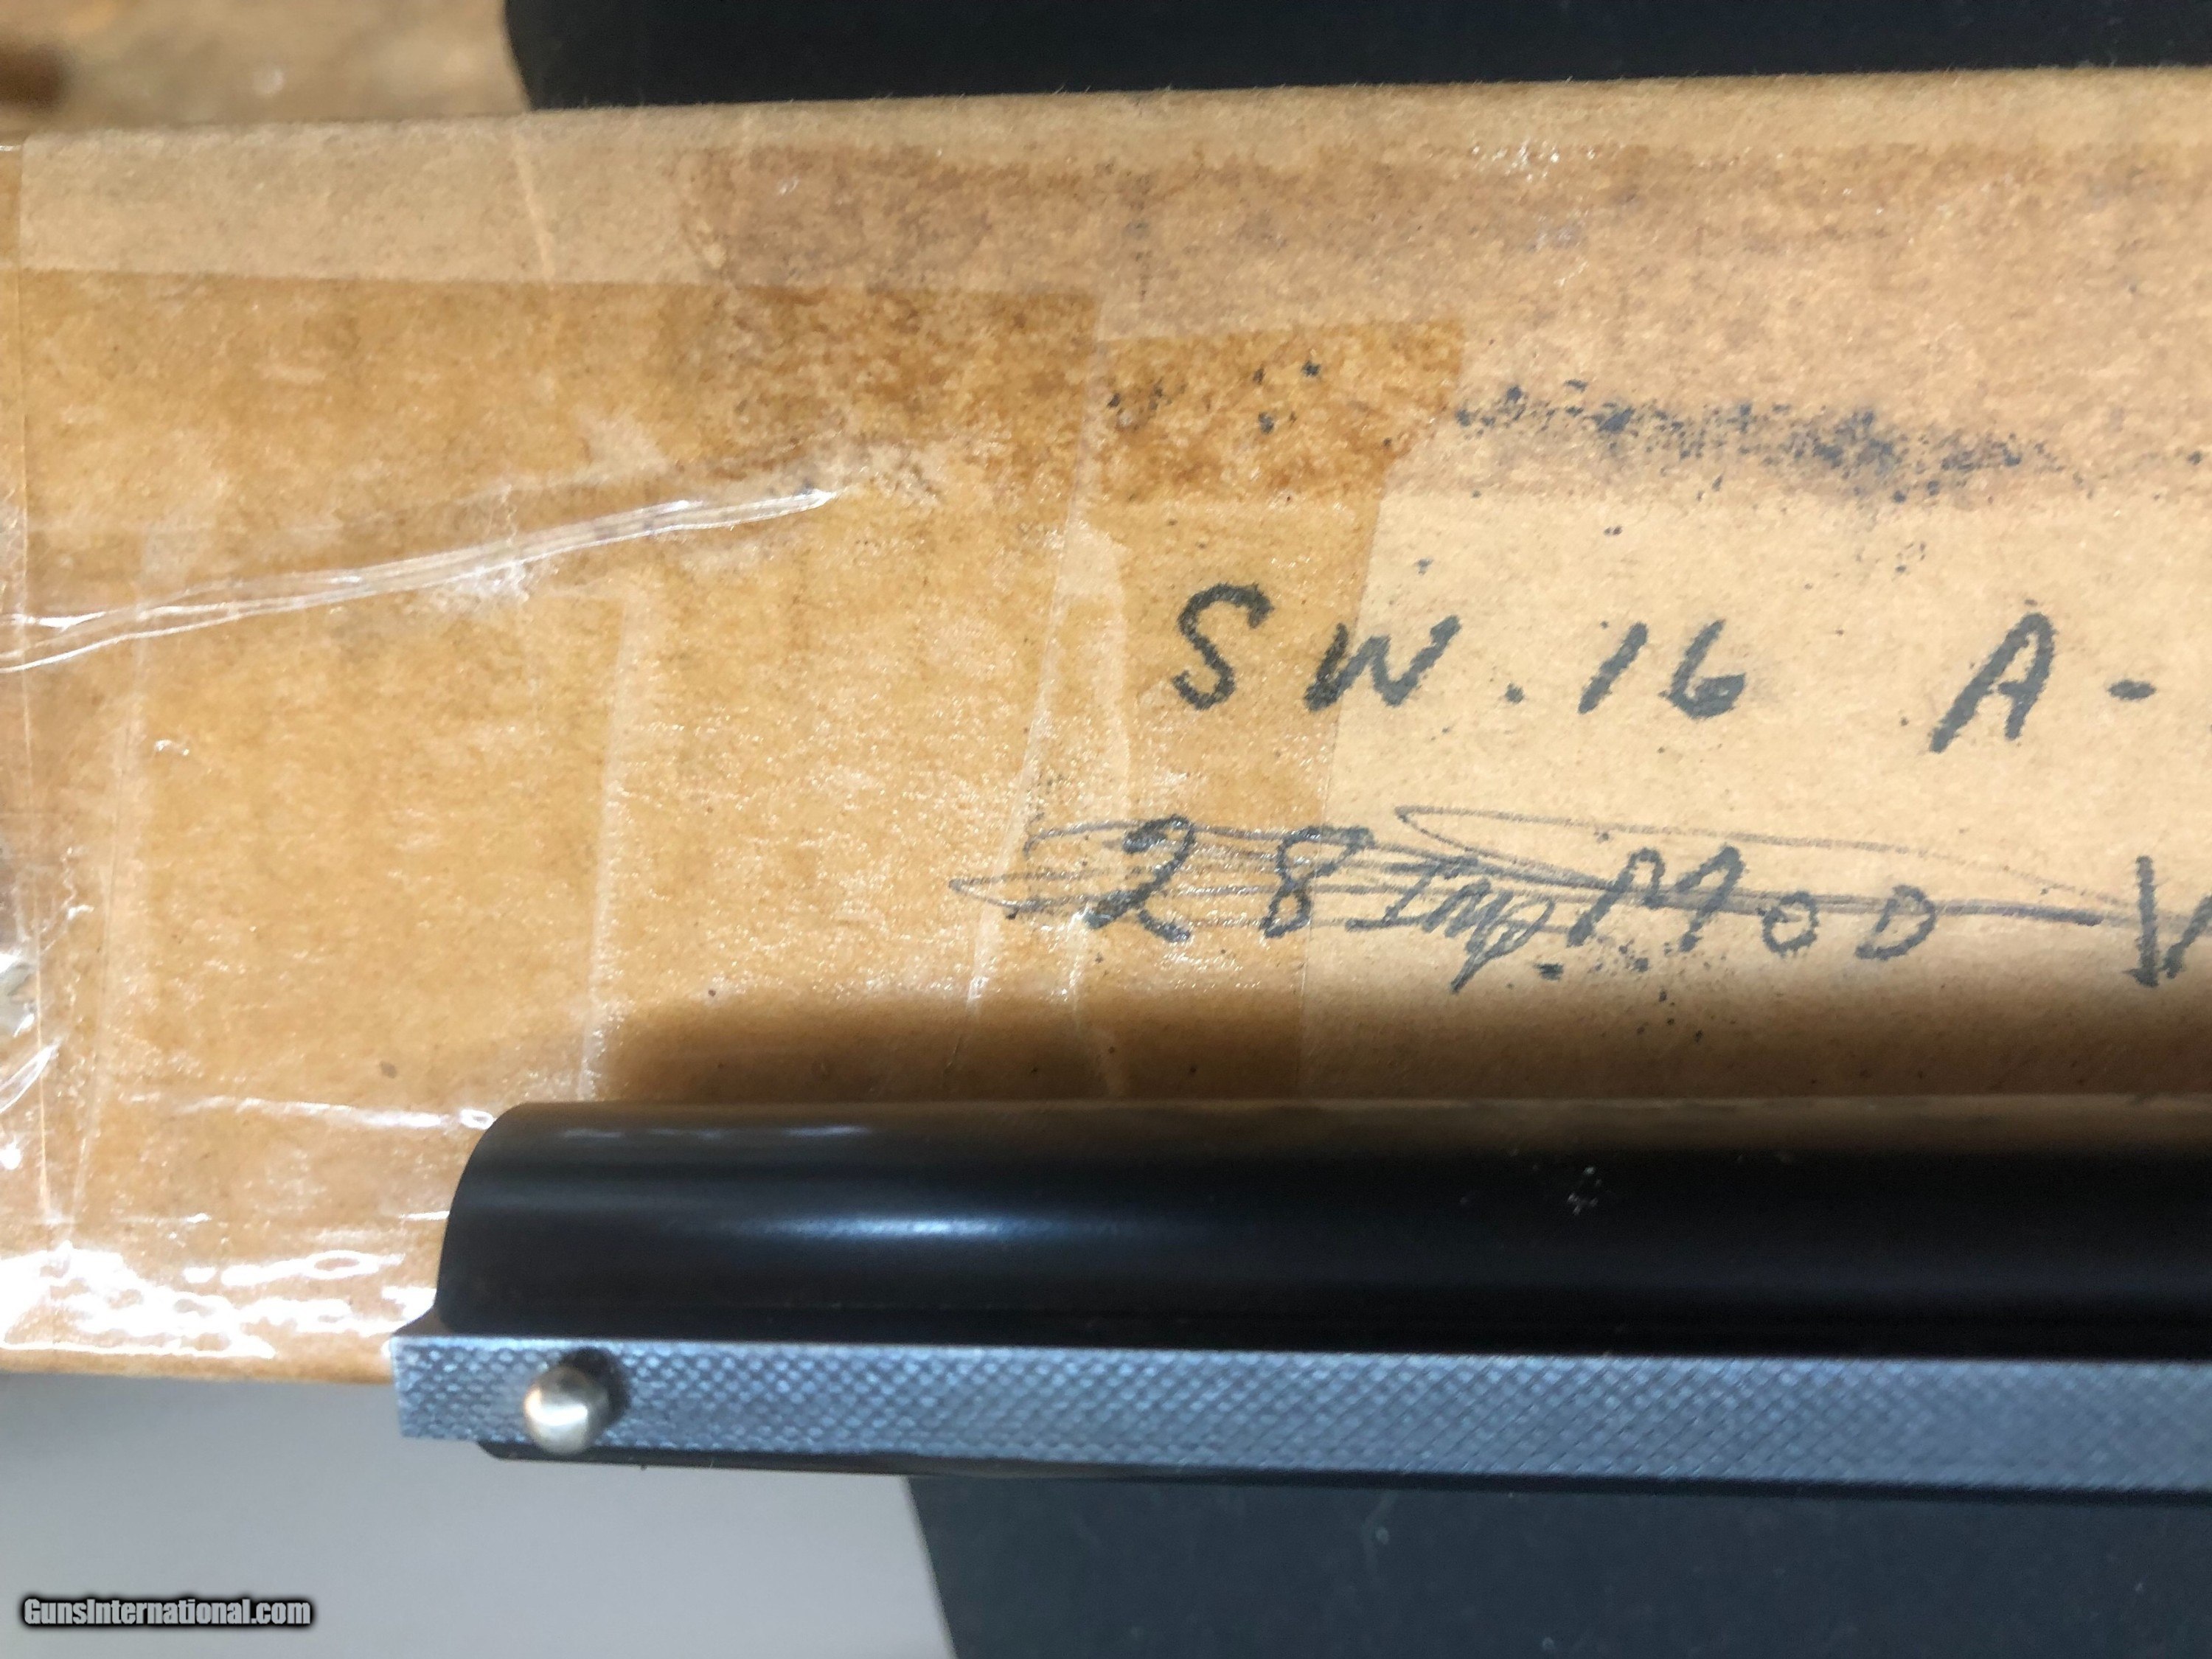 SW.16 A-
28 IMP. MOD V
GunsInternational.com